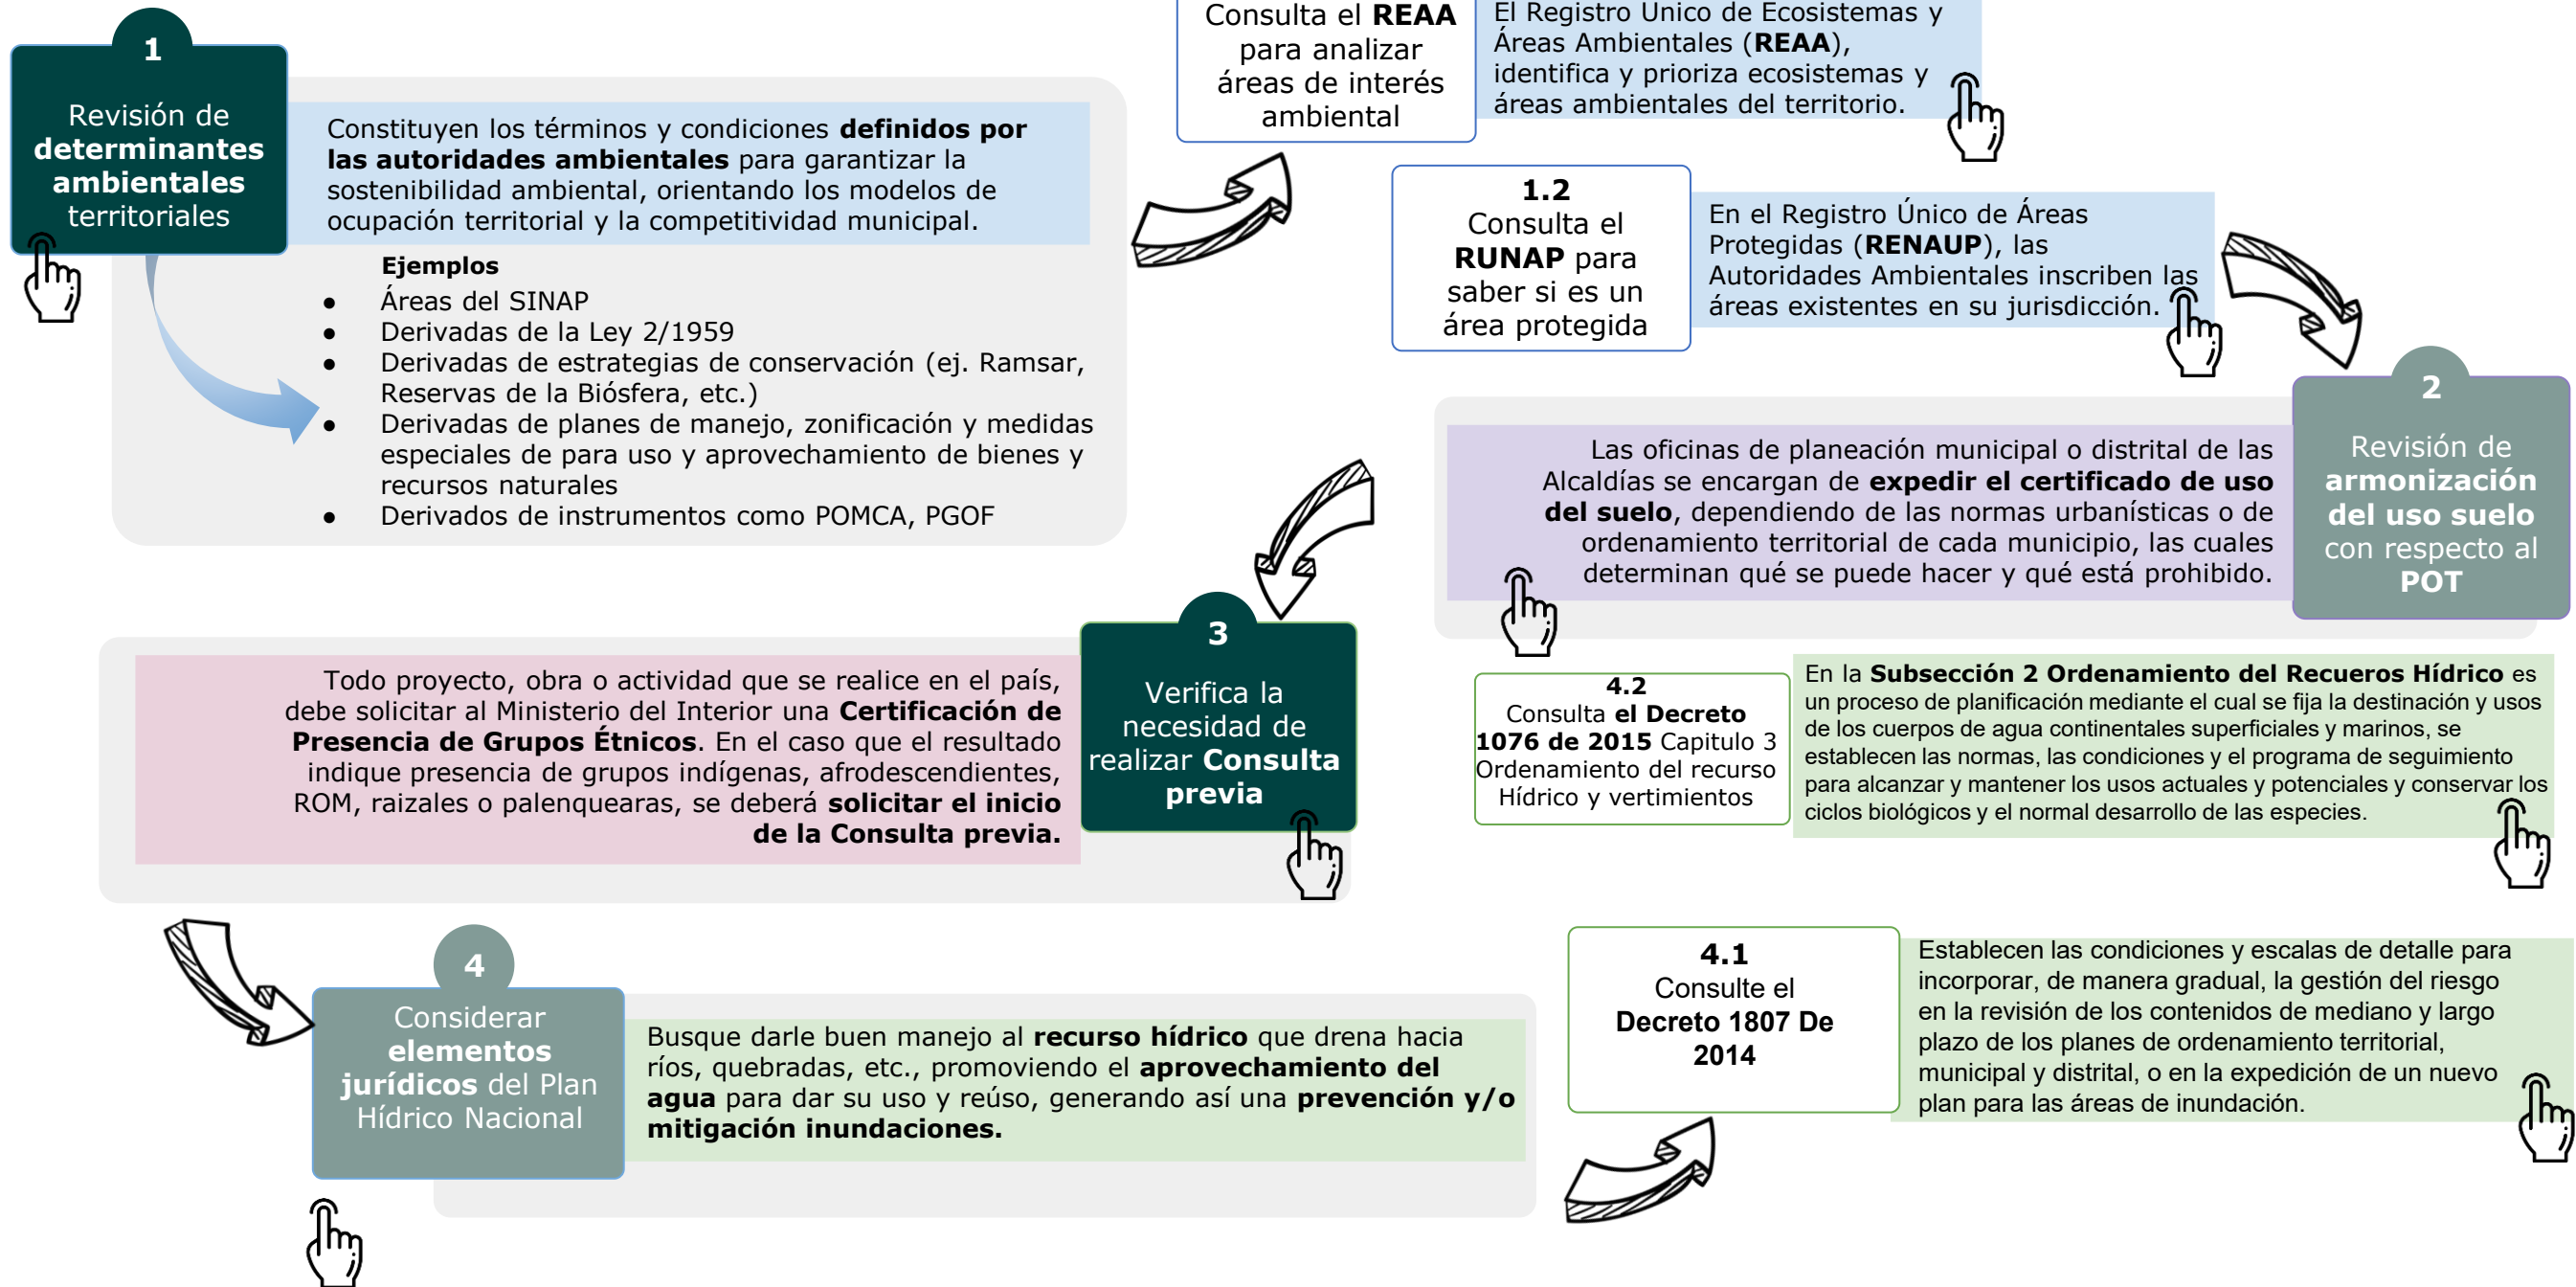 1
Revisión de
determinantes
ambientales
territoriales
Constituyen los términos y condiciones definidos por
las autoridades ambientales para garantizar la
sostenibilidad ambiental, orientando los modelos de
ocupación territorial y la competitividad municipal.
Ejemplos
● Áreas del SINAP
● Derivadas de la Ley 2/1959
● Derivadas de estrategias de conservación (ej. Ramsar,
Reservas de la Biósfera, etc.)
● Derivadas de planes de manejo, zonificación y medidas
especiales de para uso y aprovechamiento de bienes y
recursos naturales
● Derivados de instrumentos como POMCA, PGOF
Consulta el REAA
para analizar
áreas de interés
ambiental
El Registro Único de Ecosistemas y
Áreas Ambientales (REAA),
identifica y prioriza ecosistemas y
áreas ambientales del territorio.
1.2
Consulta el
RUNAP para
saber si es un
área protegida
En el Registro Único de Áreas
Protegidas (RENAUP), las
Autoridades Ambientales inscriben las
áreas existentes en su jurisdicción.
2
Revisión de
armonización
del uso suelo
con respecto al
POT
Las oficinas de planeación municipal o distrital de las
Alcaldías se encargan de expedir el certificado de uso
del suelo, dependiendo de las normas urbanísticas o de
ordenamiento territorial de cada municipio, las cuales
determinan qué se puede hacer y qué está prohibido.
3
Verifica la
necesidad de
realizar Consulta
previa
Todo proyecto, obra o actividad que se realice en el país,
debe solicitar al Ministerio del Interior una Certificación de
Presencia de Grupos Étnicos. En el caso que el resultado
indique presencia de grupos indígenas, afrodescendientes,
ROM, raizales o palenquearas, se deberá solicitar el inicio
de la Consulta previa.
4.2
Consulta el Decreto
1076 de 2015 Capitulo 3
Ordenamiento del recurso
Hídrico y vertimientos
En la Subsección 2 Ordenamiento del Recueros Hídrico es
un proceso de planificación mediante el cual se fija la destinación y usos
de los cuerpos de agua continentales superficiales y marinos, se
establecen las normas, las condiciones y el programa de seguimiento
para alcanzar y mantener los usos actuales y potenciales y conservar los
ciclos biológicos y el normal desarrollo de las especies.
4
Considerar
elementos
jurídicos del Plan
Hídrico Nacional
Busque darle buen manejo al recurso hídrico que drena hacia
ríos, quebradas, etc., promoviendo el aprovechamiento del
agua para dar su uso y reúso, generando así una prevención y/o
mitigación inundaciones.
4.1
Consulte el
Decreto 1807 De
2014
Establecen las condiciones y escalas de detalle para
incorporar, de manera gradual, la gestión del riesgo
en la revisión de los contenidos de mediano y largo
plazo de los planes de ordenamiento territorial,
municipal y distrital, o en la expedición de un nuevo
plan para las áreas de inundación.